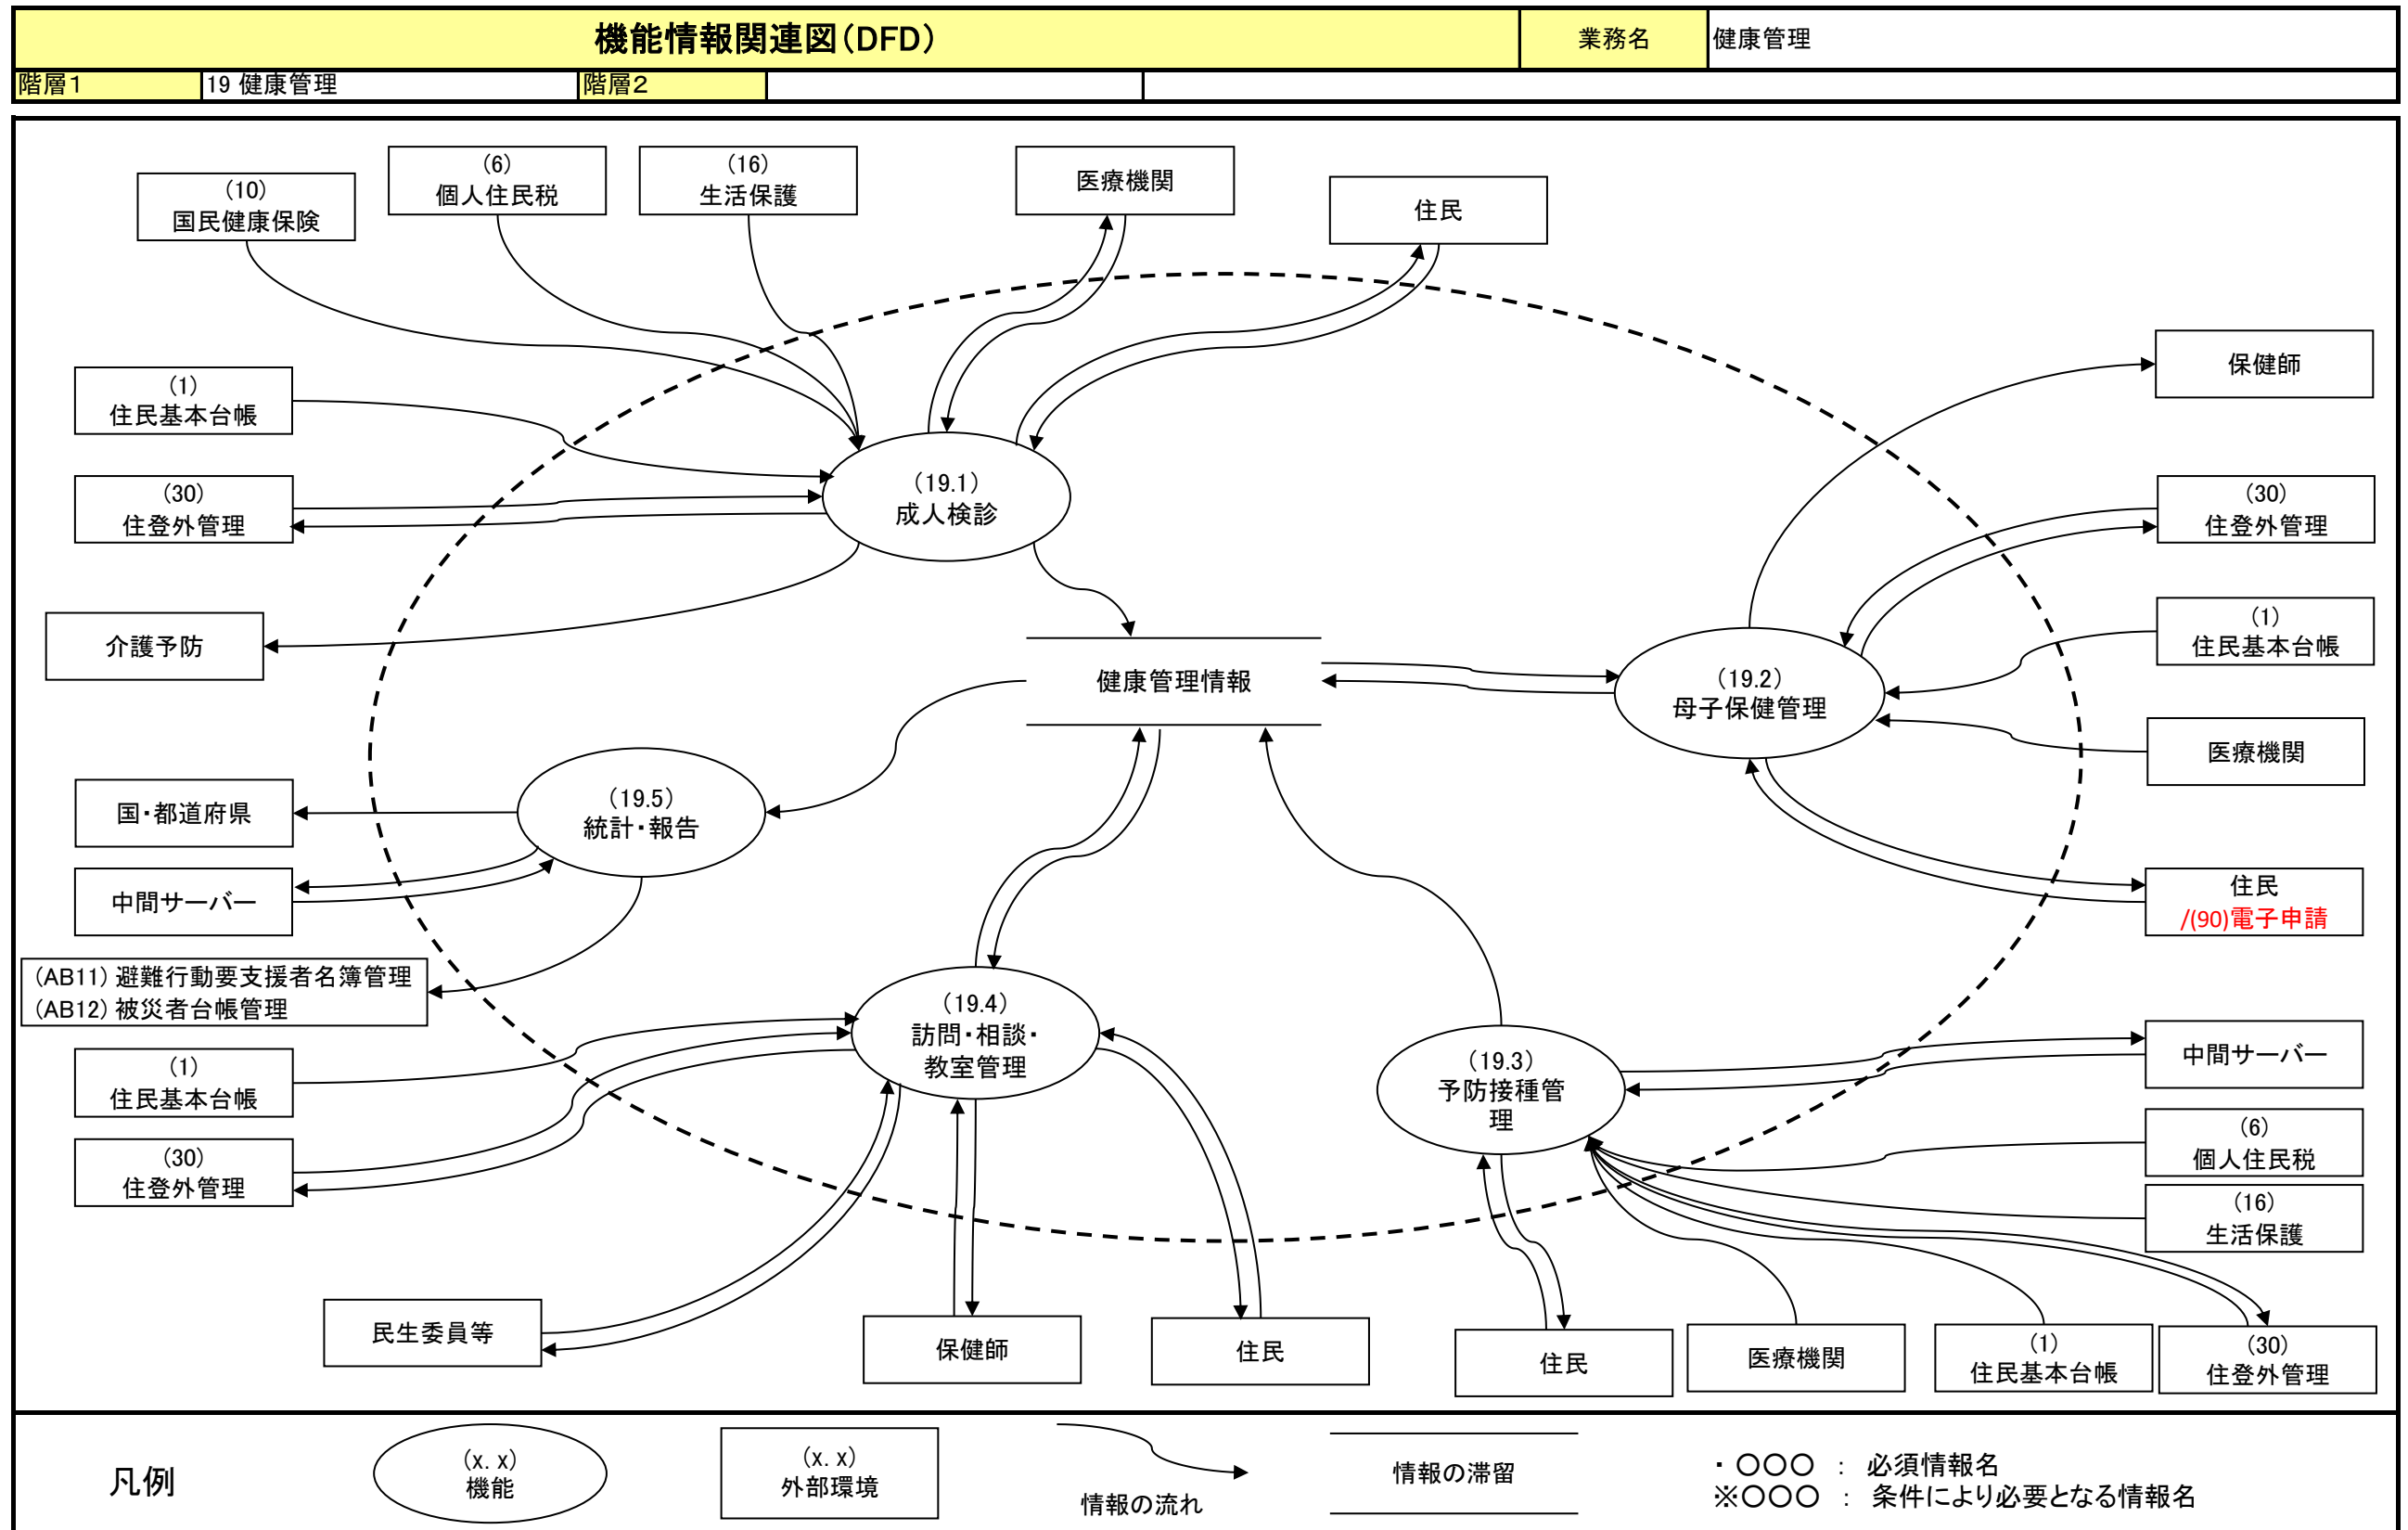 機能情報関連図(DFD)
業務名
健康管理
階層1
19 健康管理
階層2
(10)
国民健康保険
(6)
個人住民税
(16)
生活保護
医療機関
住民
(1)
住民基本台帳
(30)
住登外管理
介護予防
(19.1)
成人検診
保健師
(30)
住登外管理
(1)
住民基本台帳
医療機関
住民
/(90)電子申請
(19.2)
母子保健管理
健康管理情報
(19.5)
統計・報告
国・都道府県
中間サーバー
(AB11)避難行動要支援者名簿管理
(AB12)被災者台帳管理
(1)
住民基本台帳
(30)
住登外管理
(19.4)
訪問・相談・
教室管理
(19.3)
予防接種管
理
中間サーバー
(6)
個人住民税
(16)
生活保護
民生委員等
保健師
住民
住民
医療機関
(1)
住民基本台帳
(30)
住登外管理
凡例
(x. x)
機能
(x. x)
外部環境
情報の流れ
情報の滞留
・ 〇〇〇 : 必須情報名
※〇〇〇 : 条件により必要となる情報名